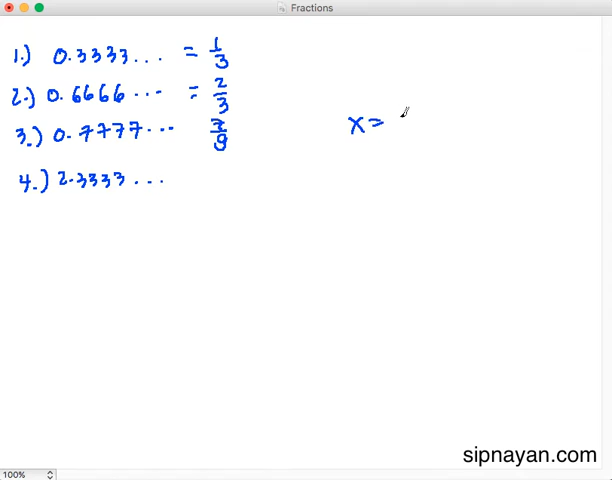 Fractions
1.) 0.3333... = 1/3
2.) 0.6666... = 2/3
3.) 0.7777... 7/9
4.) 2.3333...
x =
sipnayan.com
100%